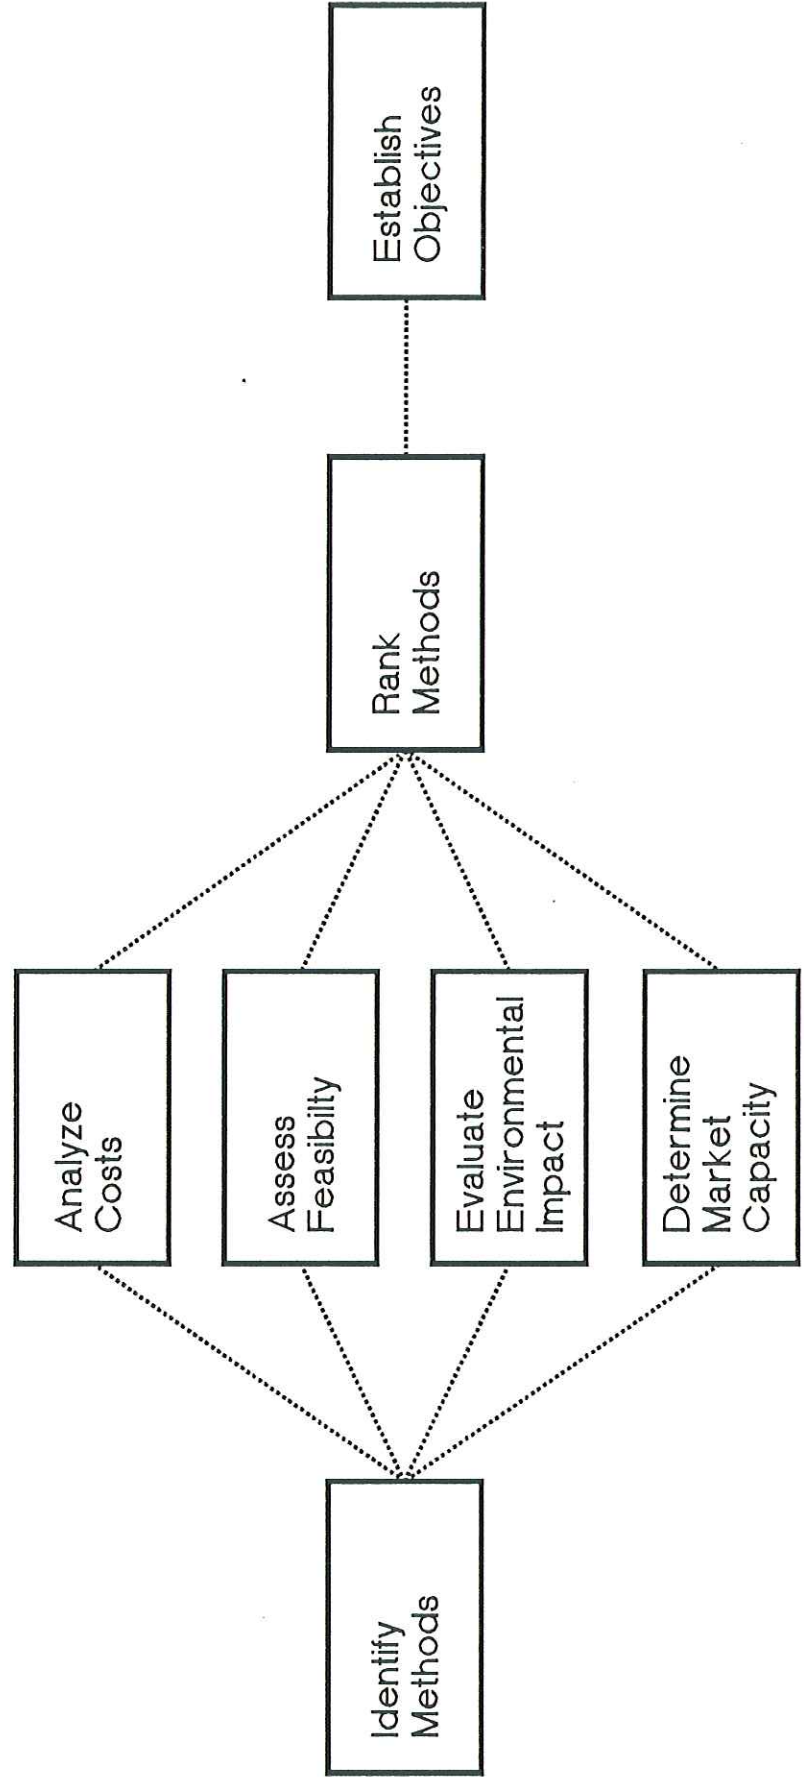 Identify
Methods
Analyze
Costs
Assess
Feasibilty
Evaluate
Environmental
Impact
Determine
Market
Capacity
Rank
Methods
Establish
Objectives